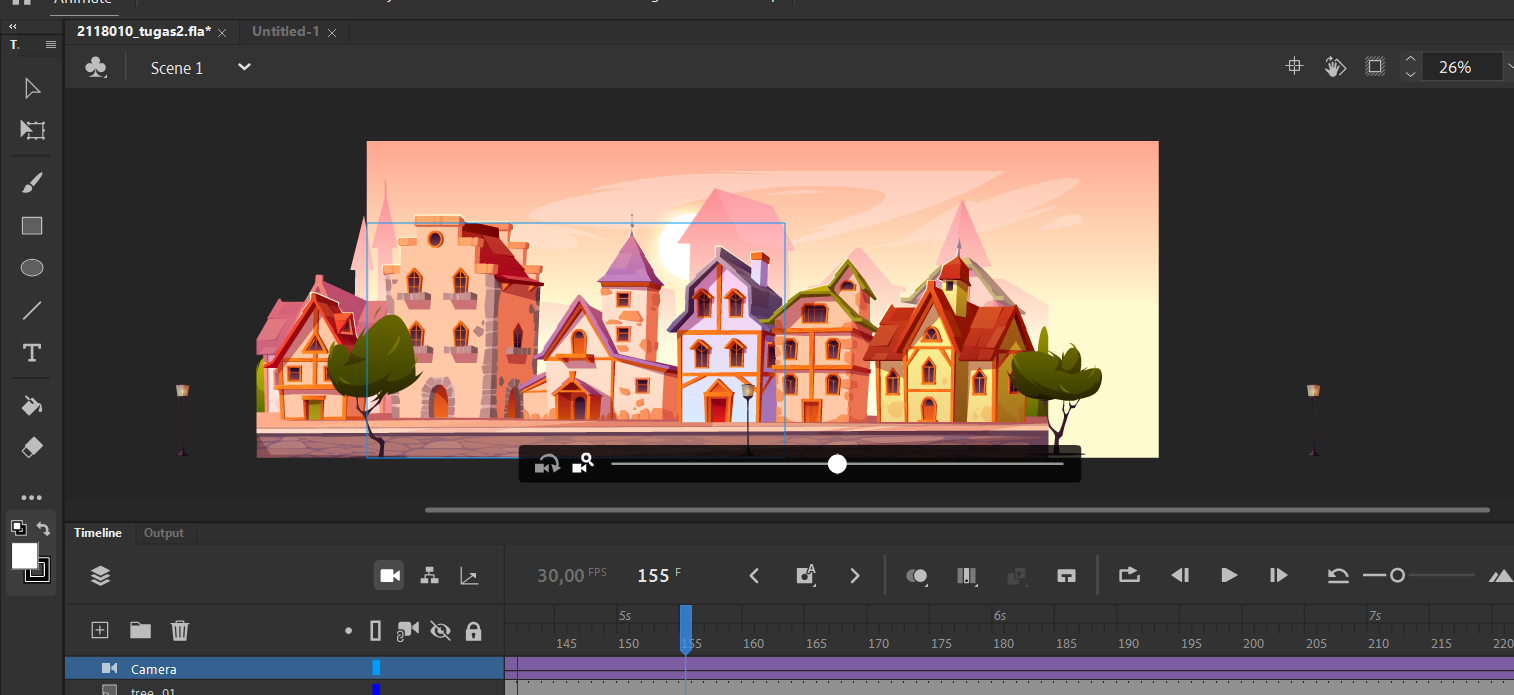 Animate
2118010_tugas2.fla* × Untitled-1 ×
T.
Scene 1
26%
Timeline Output
30,00 FPS 155 F
5s 6s 7s
145 150 155 160 165 170 175 180 185 190 195 200 205 210 215 220
Camera
tree_01